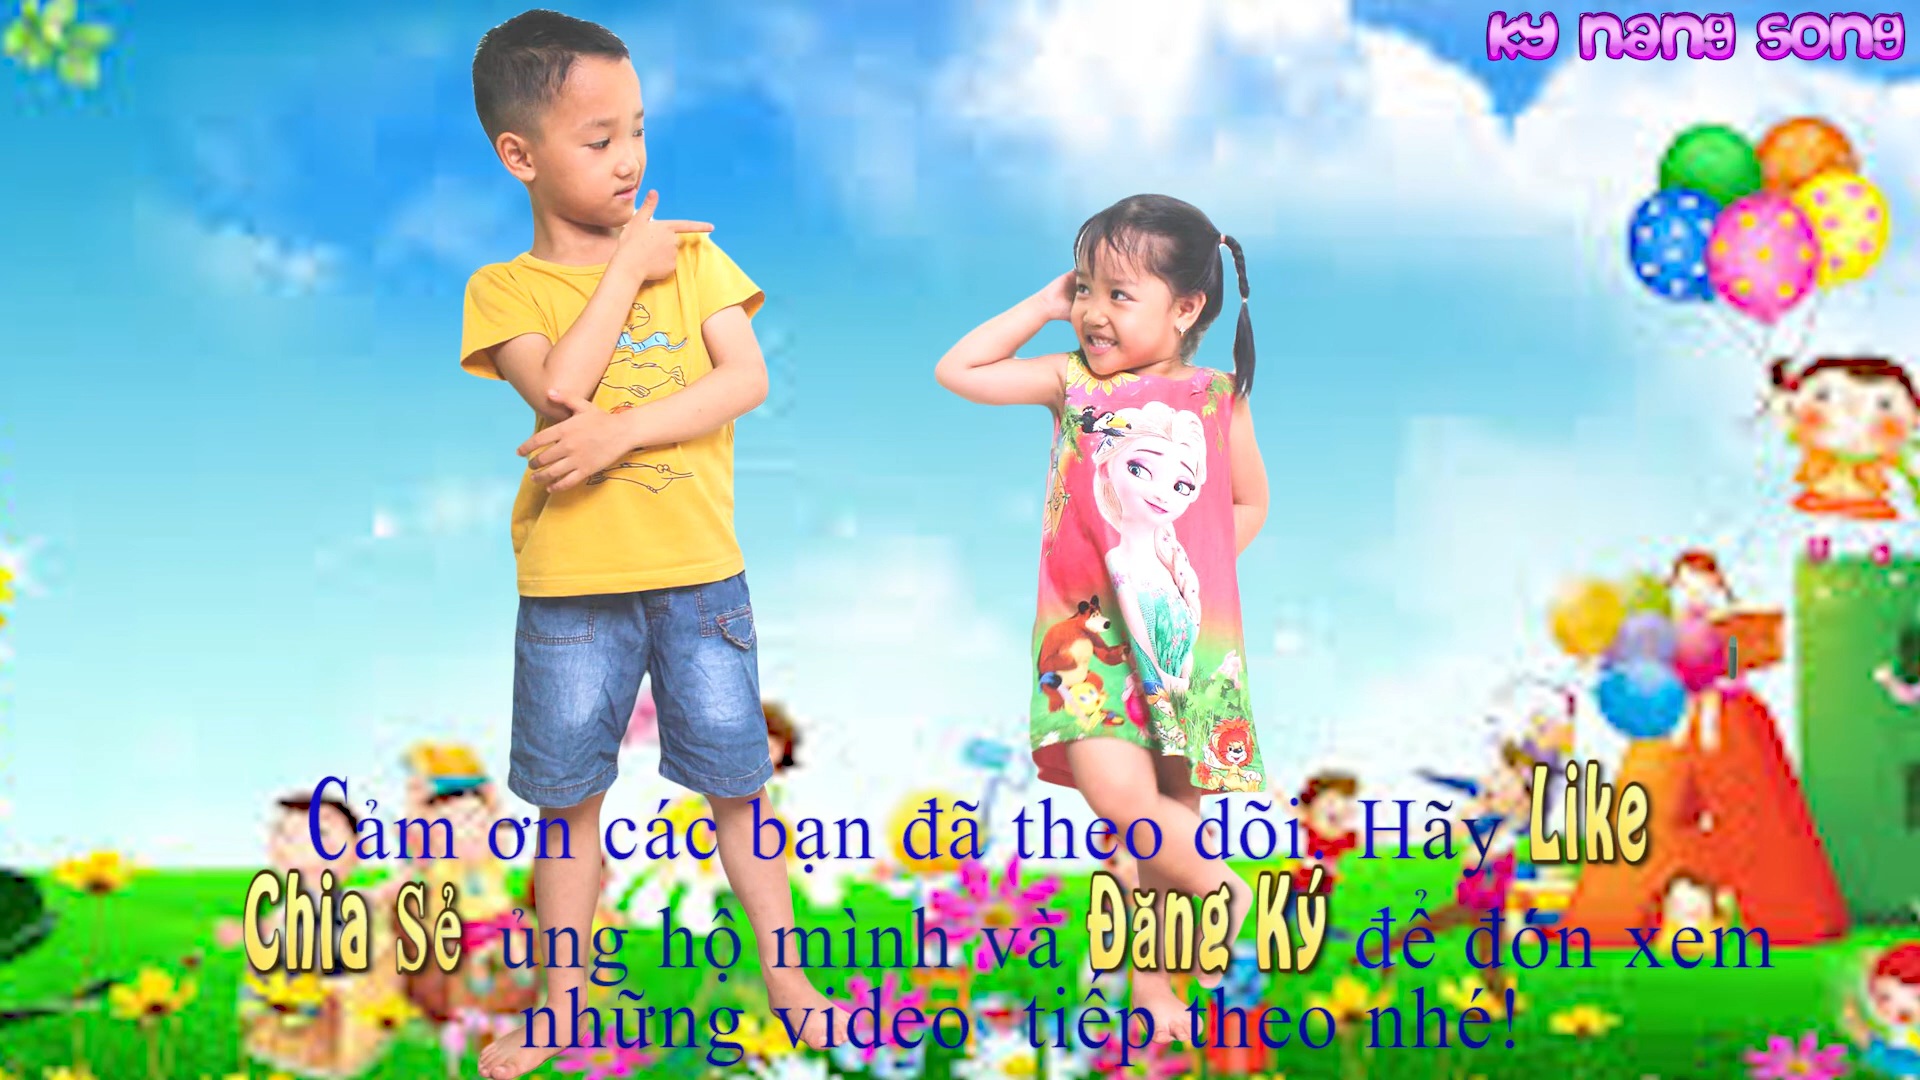 KY NANG SONG
Cảm ơn các bạn đã theo dõi. Hãy Like
Chia Sẻ ủng hộ mình và Đăng Ký để đón xem
những video tiếp theo nhé!